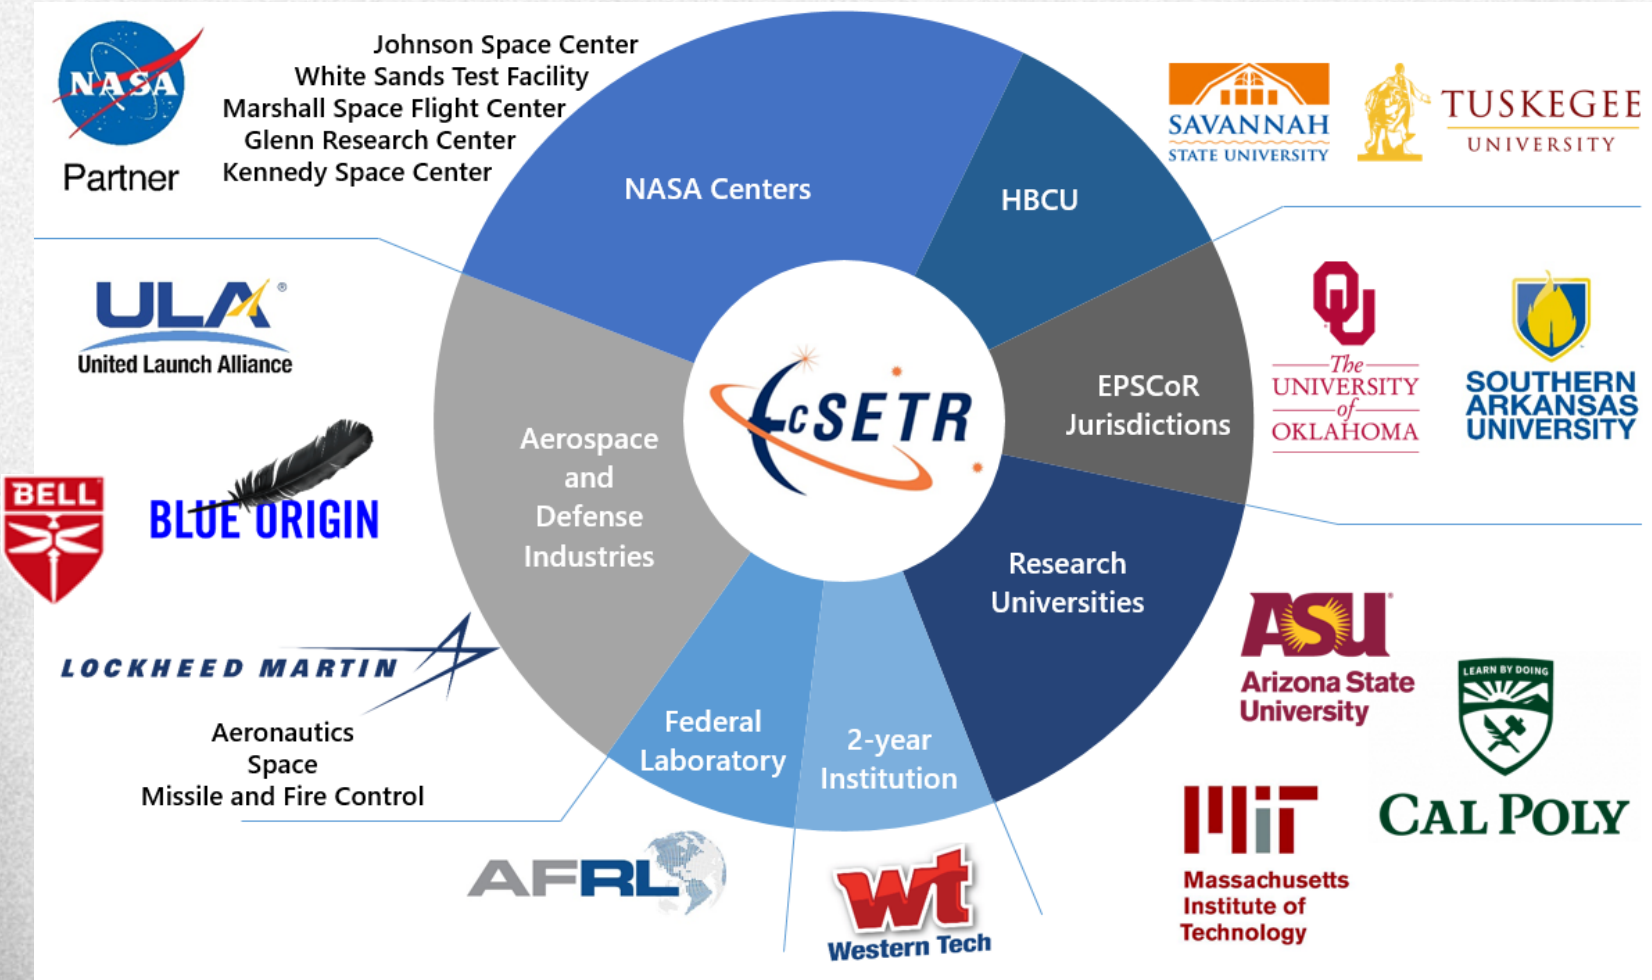 NASA
Partner
Johnson Space Center
White Sands Test Facility
Marshall Space Flight Center
Glenn Research Center
Kennedy Space Center
NASA Centers
HBCU
SAVANNAH
STATE UNIVERSITY
TUSKEGEE
UNIVERSITY
EPSCoR
Jurisdictions
OU
The
UNIVERSITY
of
OKLAHOMA
SOUTHERN
ARKANSAS
UNIVERSITY
ULA®
United Launch Alliance
BELL
BLUE ORIGIN
LOCKHEED MARTIN
Aeronautics
Space
Missile and Fire Control
Aerospace
and
Defense
Industries
cSETR
Research
Universities
ASU
Arizona State
University
LEARN BY DOING
CAL POLY
MIT
Massachusetts
Institute of
Technology
Federal
Laboratory
AFRL
2-year
Institution
wt
Western Tech